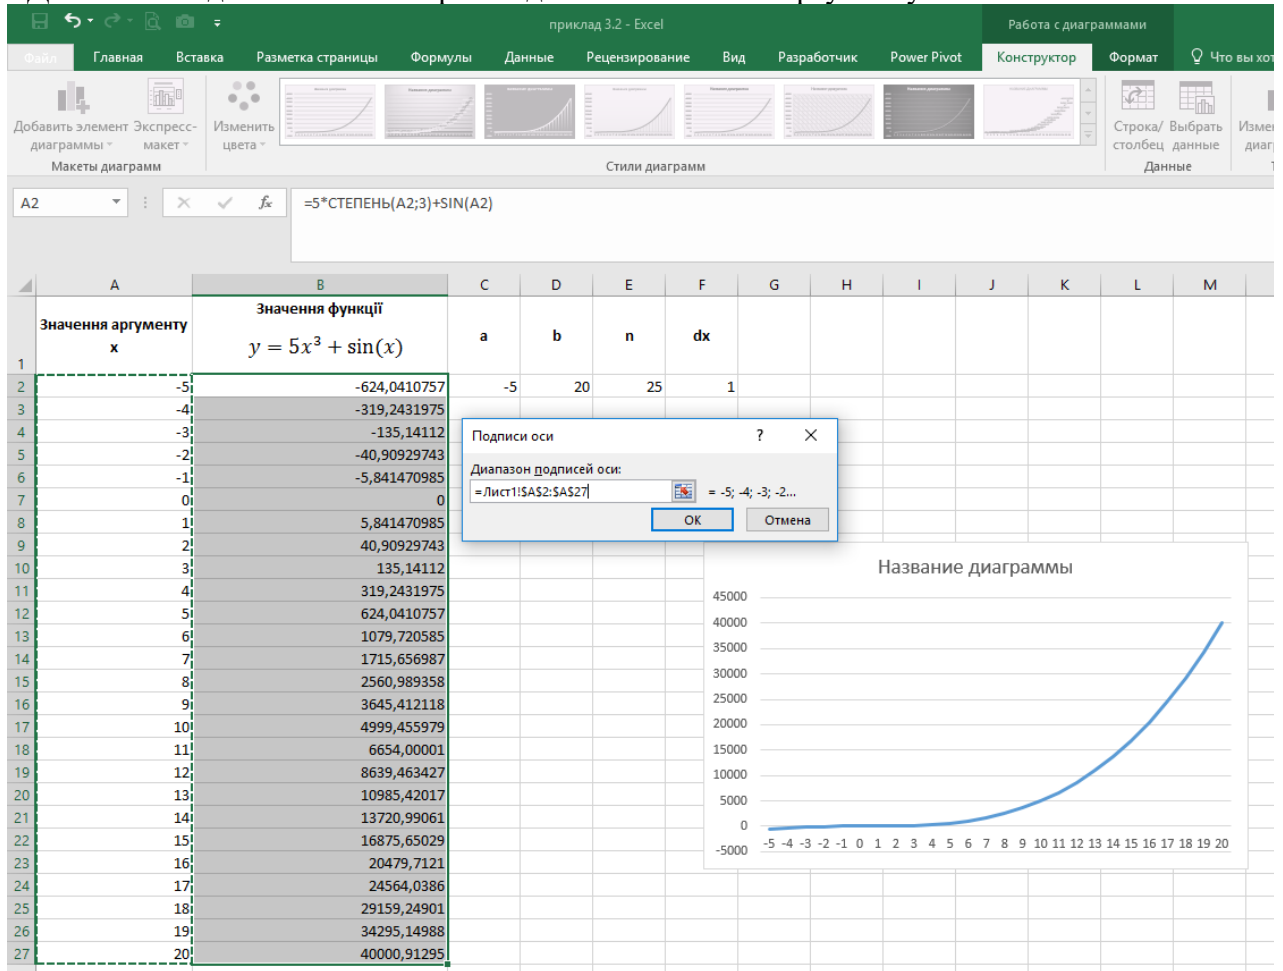 приклад 3.2 - Excel
Работа с диаграммами
Файл Главная Вставка Разметка страницы Формулы Данные Рецензирование Вид Разработчик Power Pivot Конструктор Формат Что вы хот
Добавить элемент диаграммы
Экспресс-макет
Изменить цвета
Строка/столбец
Выбрать данные
Макеты диаграмм
Стили диаграмм
Данные
A2
fx
=5*СТЕПЕНЬ(A2;3)+SIN(A2)
A B C D E F G H I J K L M
1 Значення аргументу x Значення функції y = 5x³ + sin(x) a b n dx
2 -5 -624,0410757 -5 20 25 1
3 -4 -319,2431975
4 -3 -135,14112
5 -2 -40,90929743
6 -1 -5,841470985
7 0 0
8 1 5,841470985
9 2 40,90929743
10 3 135,14112
11 4 319,2431975
12 5 624,0410757
13 6 1079,720585
14 7 1715,656987
15 8 2560,989358
16 9 3645,412118
17 10 4999,455979
18 11 6654,00001
19 12 8639,463427
20 13 10985,42017
21 14 13720,99061
22 15 16875,65029
23 16 20479,7121
24 17 24564,0386
25 18 29159,24901
26 19 34295,14988
27 20 40000,91295
Подписи оси ? ×
Диапазон подписей оси:
=Лист1!$A$2:$A$27 = -5; -4; -3; -2...
ОК Отмена
Название диаграммы
45000
40000
35000
30000
25000
20000
15000
10000
5000
0
-5000
-5 -4 -3 -2 -1 0 1 2 3 4 5 6 7 8 9 10 11 12 13 14 15 16 17 18 19 20